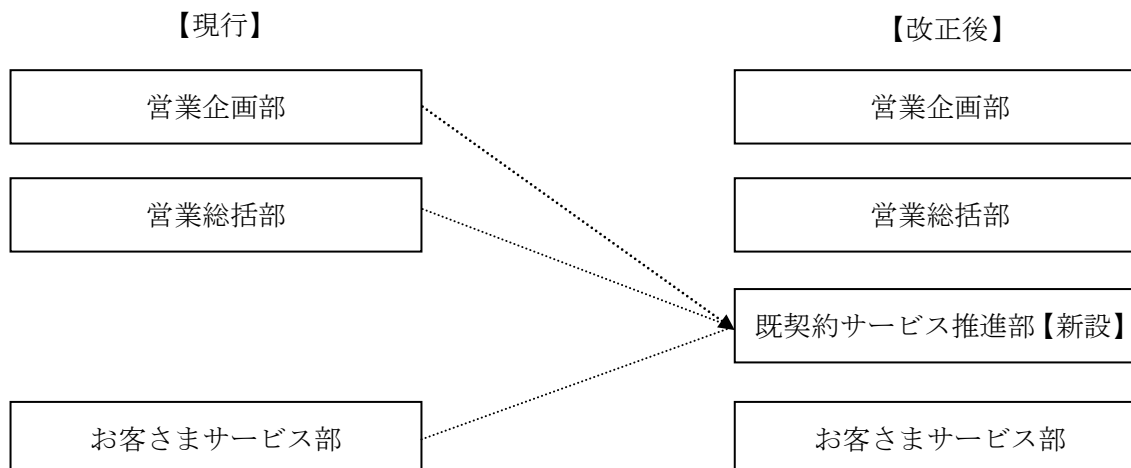 【現行】
【改正後】
営業企画部
営業企画部
営業総括部
営業総括部
既契約サービス推進部【新設】
お客さまサービス部
お客さまサービス部